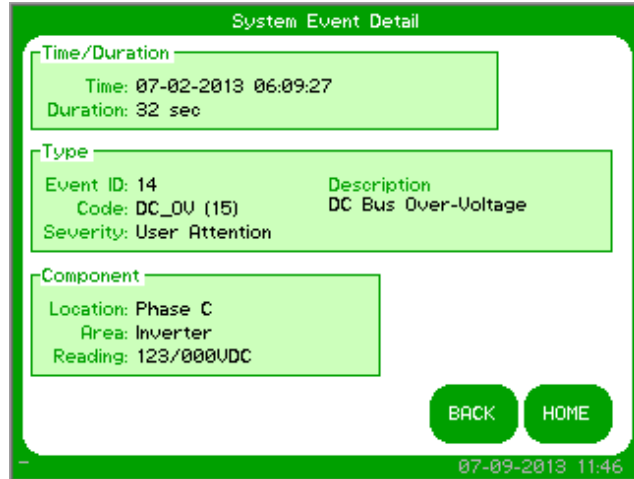 System Event Detail
Time/Duration
Time: 07-02-2013 06:09:27
Duration: 32 sec
Type
Event ID: 14
Code: DC_OV (15)
Severity: User Attention
Description
DC Bus Over-Voltage
Component
Location: Phase C
Area: Inverter
Reading: 123/000VDC
BACK HOME
07-09-2013 11:46